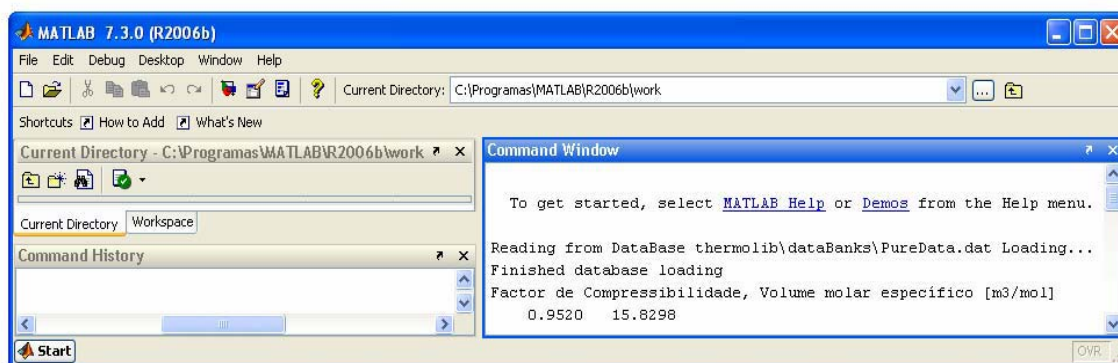 MATLAB 7.3.0 (R2006b)
File Edit Debug Desktop Window Help
Current Directory: C:\Programas\MATLAB\R2006b\work
Shortcuts How to Add What's New
Current Directory - C:\Programas\MATLAB\R2006b\work
Current Directory Workspace
Command History
Command Window
To get started, select MATLAB Help or Demos from the Help menu.
Reading from DataBase thermolib\dataBanks\PureData.dat Loading...
Finished database loading
Factor de Compressibilidade, Volume molar específico [m3/mol]
0.9520 15.8298
Start
OVR